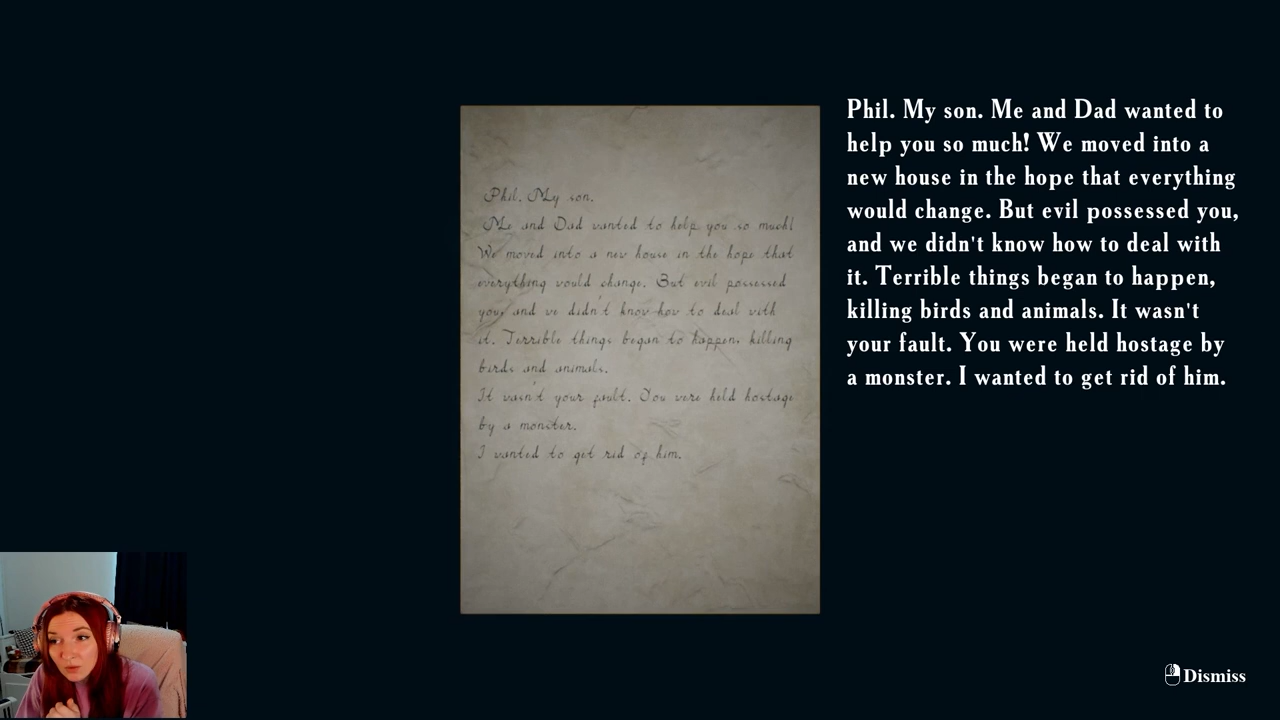 Phil. My son.
Me and Dad wanted to help you so much!
We moved into a new house in the hope that
everything would change. But evil possessed
you, and we didn't know how to deal with
it. Terrible things began to happen, killing
birds and animals.
It wasn't your fault. You were held hostage
by a monster.
I wanted to get rid of him.
Phil. My son. Me and Dad wanted to
help you so much! We moved into a
new house in the hope that everything
would change. But evil possessed you,
and we didn't know how to deal with
it. Terrible things began to happen,
killing birds and animals. It wasn't
your fault. You were held hostage by
a monster. I wanted to get rid of him.
Dismiss